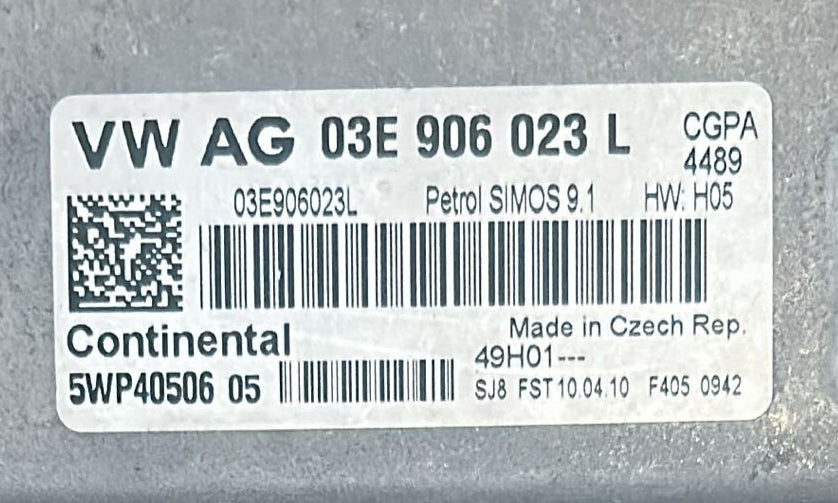 VW AG 03E 906 023 L CGPA
4489
03E906023L Petrol SIMOS 9.1 HW: H05
Continental Made in Czech Rep.
49H01---
5WP40506 05 SJ8 FST 10.04.10 F405 0942